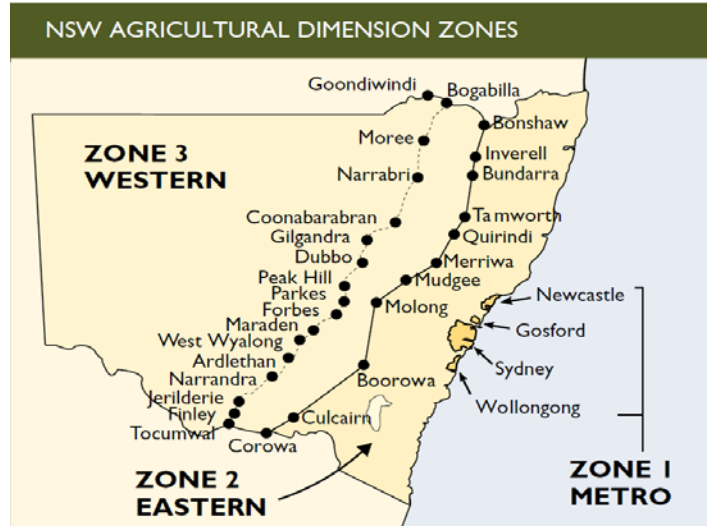 NSW AGRICULTURAL DIMENSION ZONES
Goondiwindi
Bogabilla
Bonshaw
Moree
ZONE 3
WESTERN
Inverell
Narrabri
Bundarra
Coonabarabran
Tamworth
Gilgandra
Quirindi
Dubbo
Merriwa
Peak Hill
Mudgee
Parkes
Newcastle
Molong
Forbes
Gosford
Maraden
West Wyalong
Ardlethan
Sydney
Narrandra
Boorowa
Jerilderie
Wollongong
Finley
Culcairn
Tocumwal
Corowa
ZONE 2
EASTERN
ZONE 1
METRO